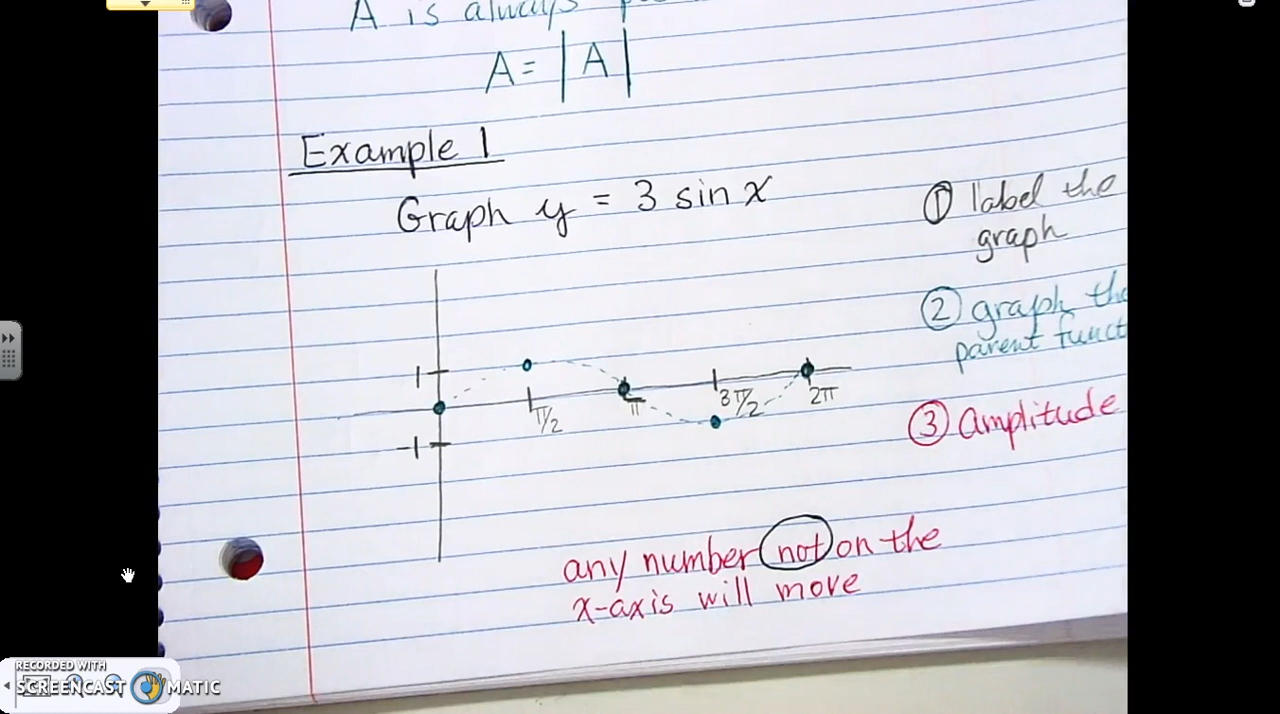 A is always
A = |A|
Example 1
Graph y = 3 sin x
① label the
graph
② graph the
parent funct
③ Amplitude
1
-1
π/2
π
3π/2
2π
any number not on the
x-axis will move
RECORDED WITH
SCREENCAST MATIC